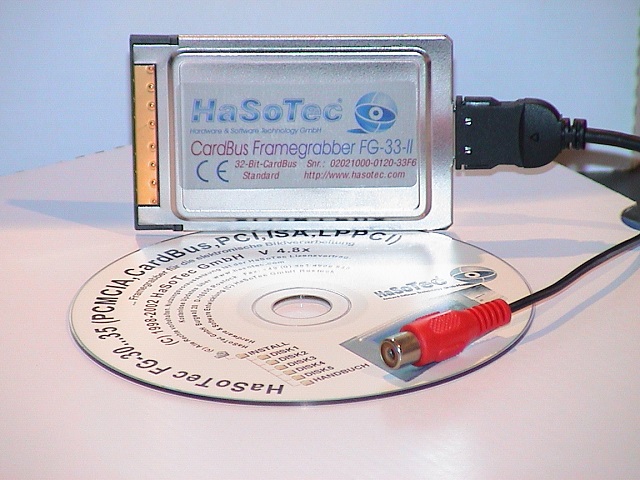 HaSoTec
Hardware & Software Technology GmbH
CardBus Framegrabber FG-33-II
CE
32-Bit-CardBus Snr.: 02021000-0120-33F6
Standard http://www.hasotec.com
HaSoTec FG-30...35 (PCMCIA,CardBus,PCI,ISA,LPPCI)
...Framegrabber für die elektronische Bildverarbeitung
(C)1998-2002 HaSoTec GmbH V 4.8x
HaSoTec
INSTALL
DISK1
DISK2
DISK3
DISK4
DISK5
HANDBUCH